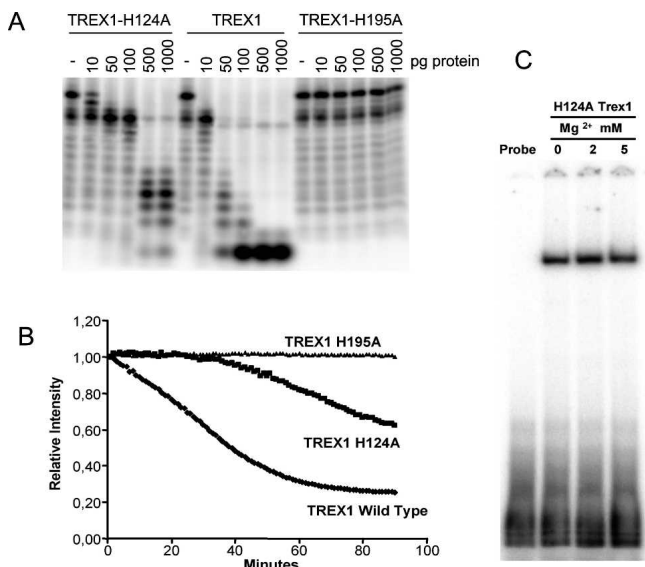 A
TREX1-H124A TREX1 TREX1-H195A
- 10 50 100 500 1000 - 10 50 100 500 1000 - 10 50 100 500 1000 pg protein
B
1,20
1,00
0,80
0,60
0,40
0,20
0,00
Relative Intensity
TREX1 H195A
TREX1 H124A
TREX1 Wild Type
0 20 40 60 80 100
Minutes
C
H124A Trex1
Mg 2+ mM
Probe 0 2 5